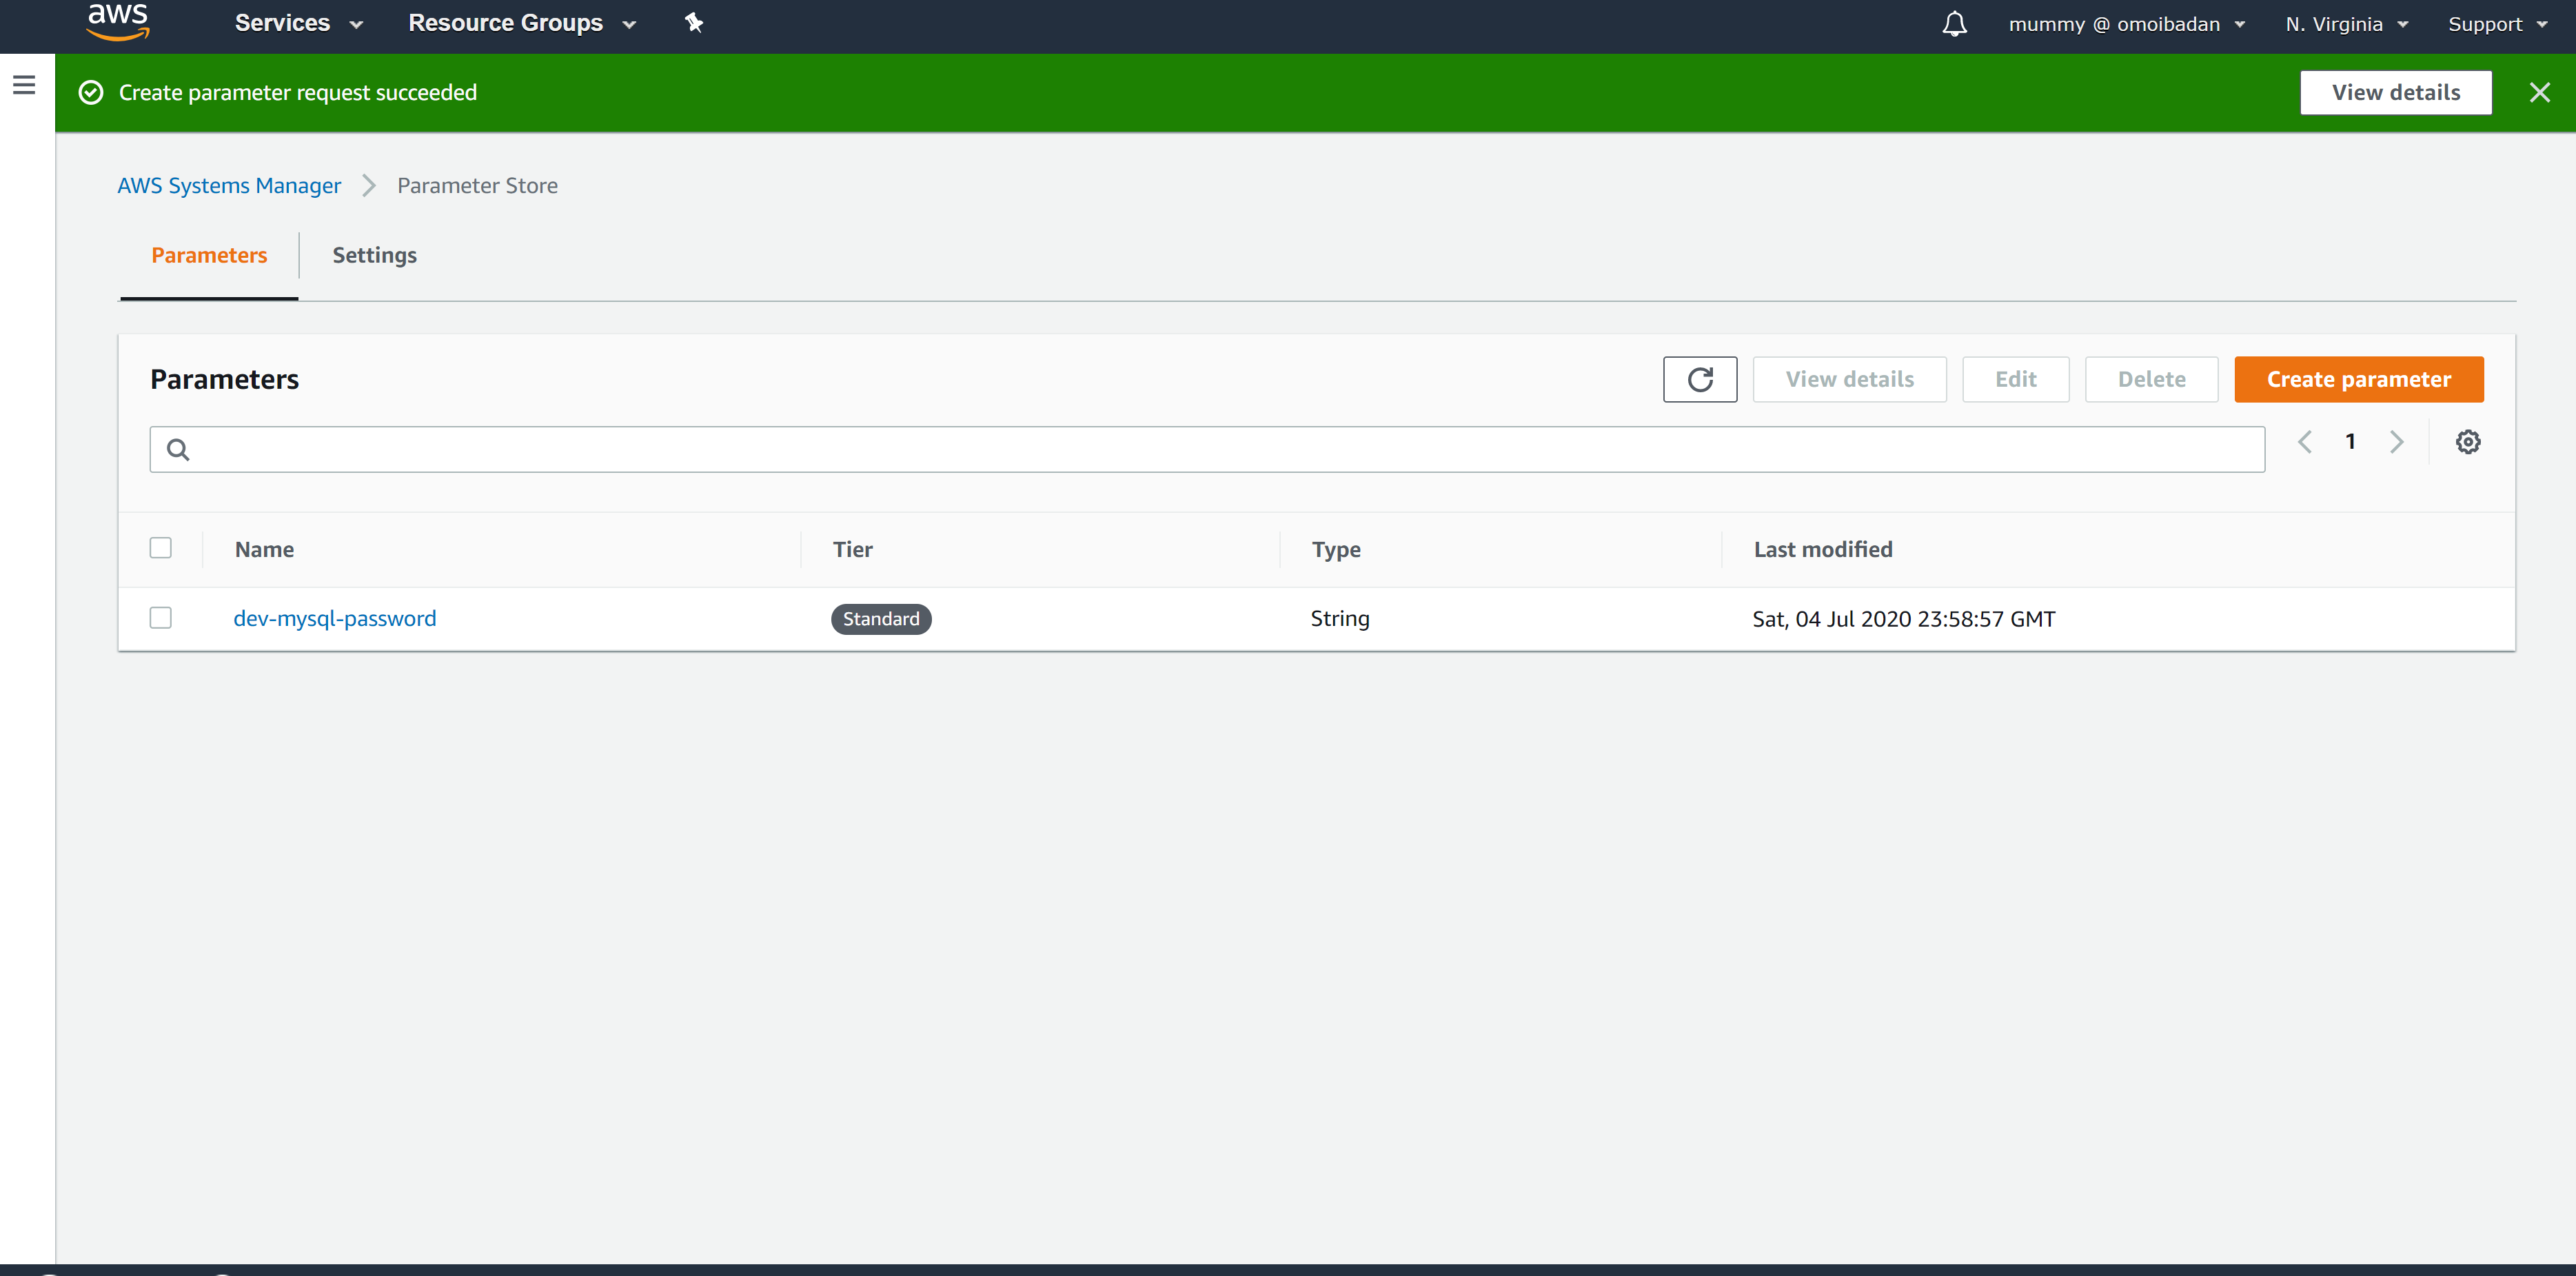 aws Services Resource Groups mummy @ omoibadan N. Virginia Support
Create parameter request succeeded View details
AWS Systems Manager Parameter Store
Parameters Settings
Parameters View details Edit Delete Create parameter
1
Name Tier Type Last modified
dev-mysql-password Standard String Sat, 04 Jul 2020 23:58:57 GMT